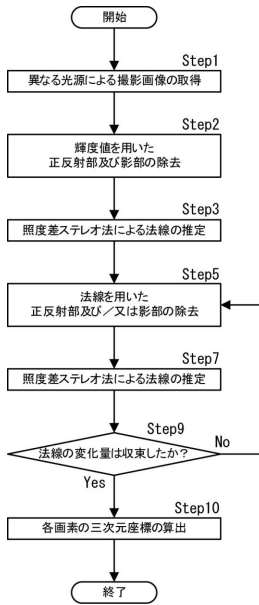 開始
Step1
異なる光源による撮影画像の取得
Step2
輝度値を用いた
正反射部及び影部の除去
Step3
照度差ステレオ法による法線の推定
Step5
法線を用いた
正反射部及び／又は影部の除去
Step7
照度差ステレオ法による法線の推定
Step9
法線の変化量は収束したか？
No
Yes
Step10
各画素の三次元座標の算出
終了